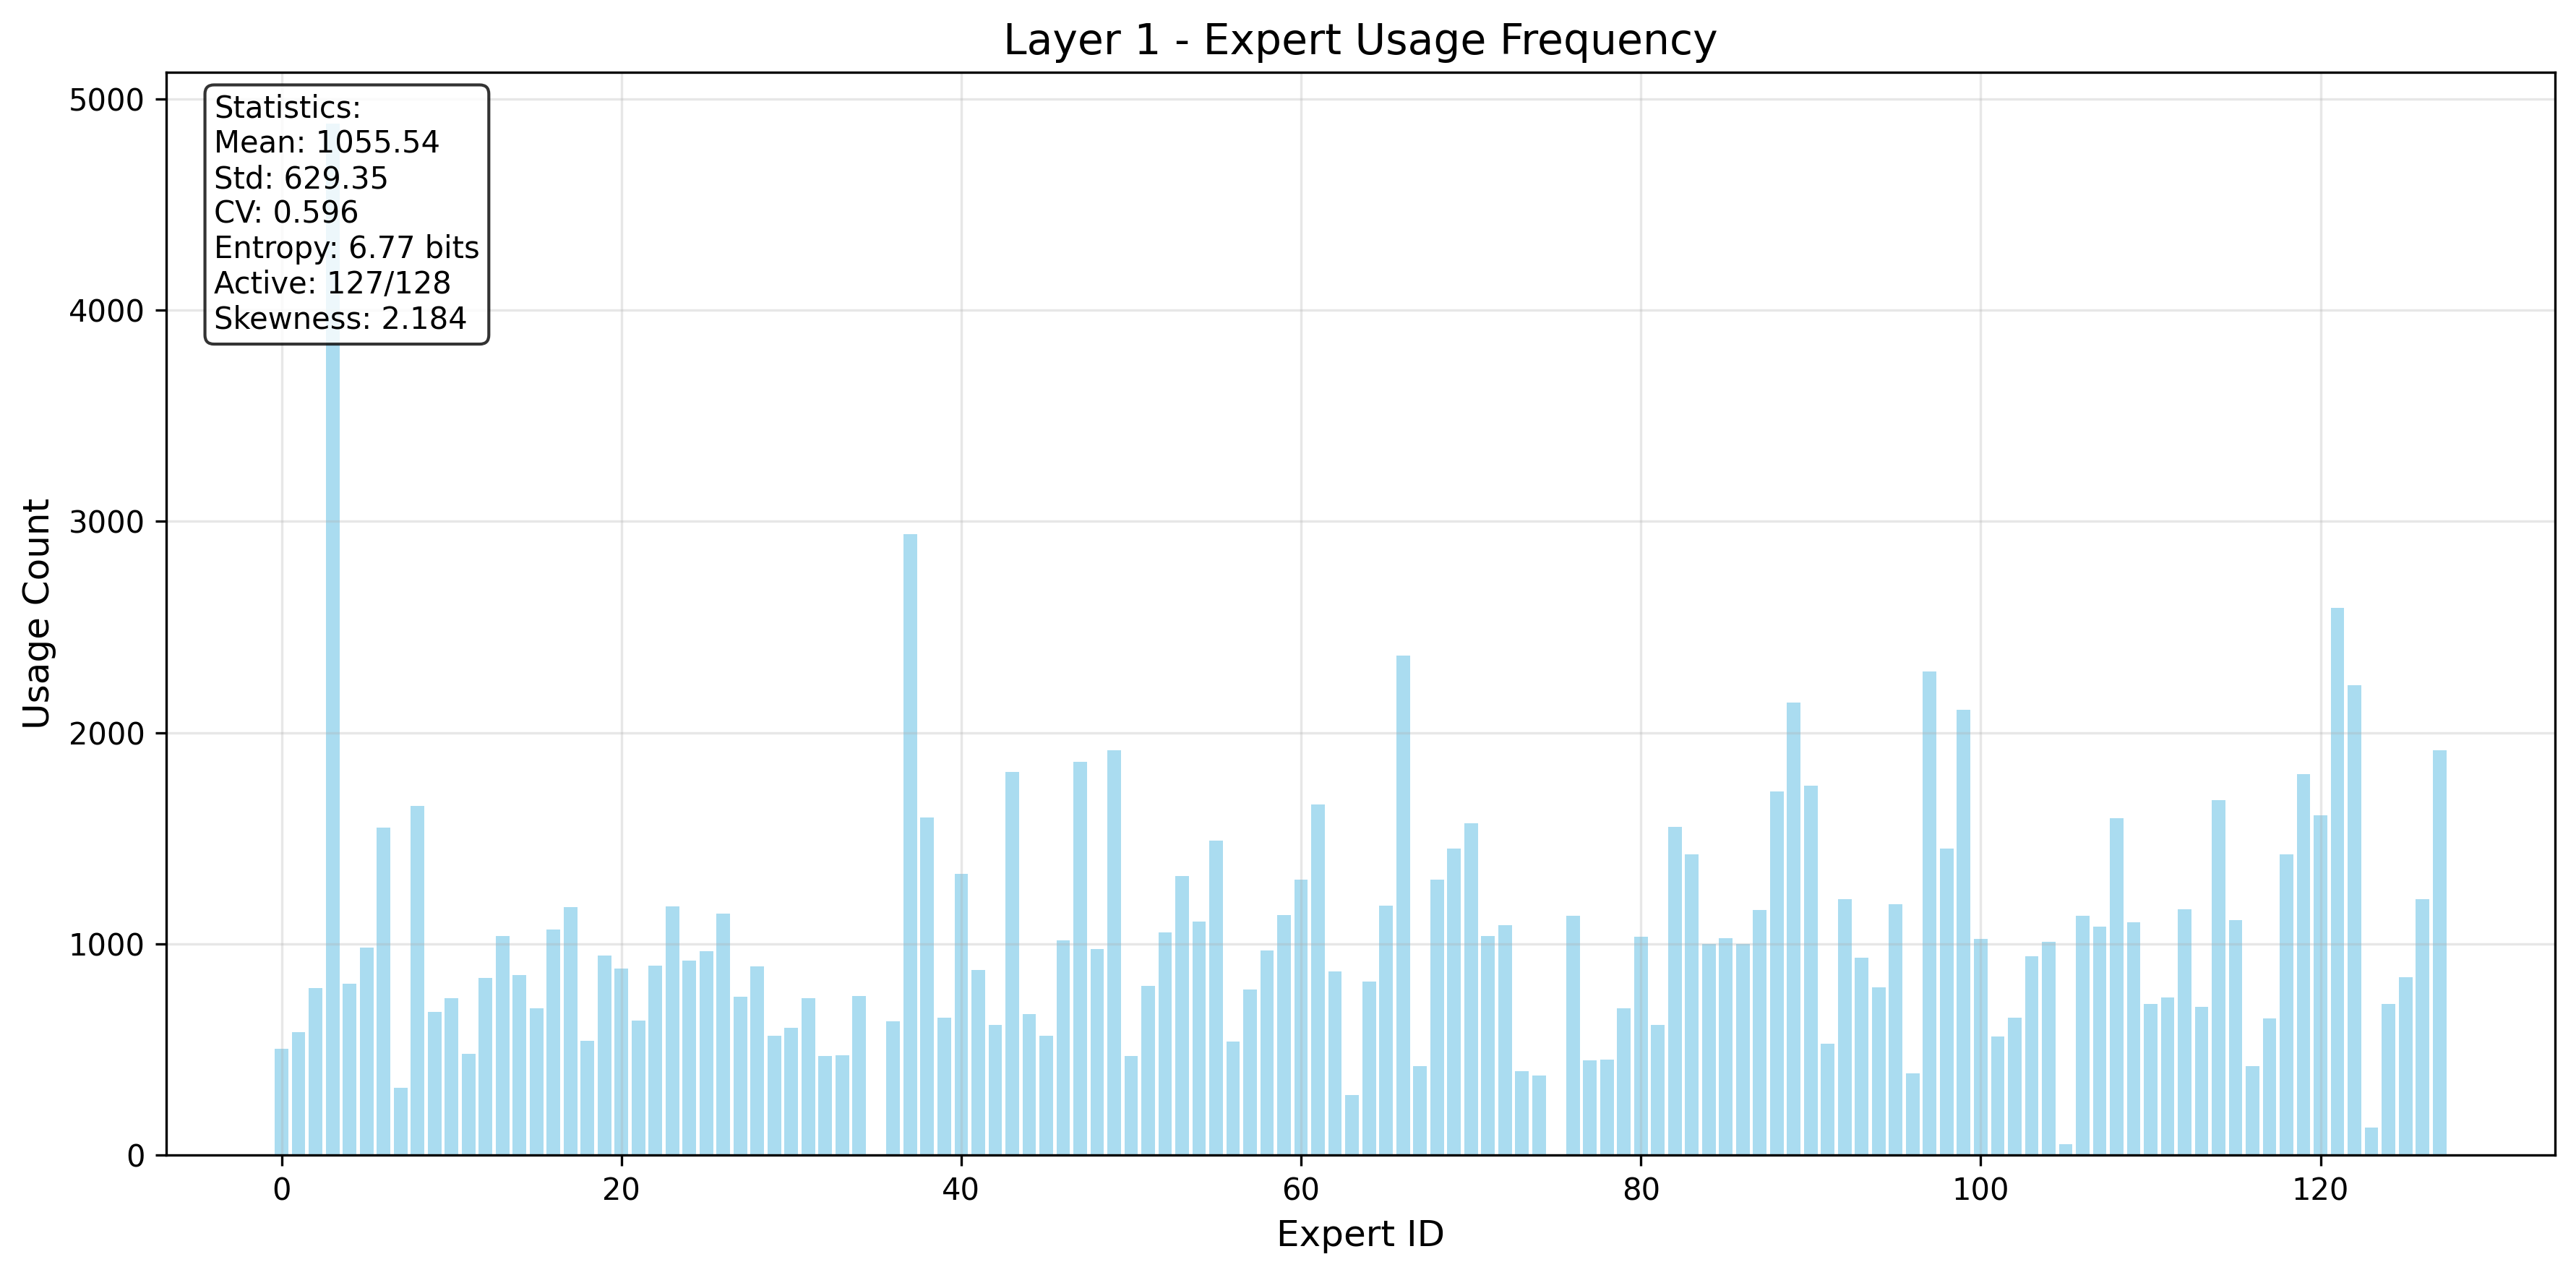 Layer 1 - Expert Usage Frequency
5000
4000
3000
2000
1000
0
Usage Count
Statistics:
Mean: 1055.54
Std: 629.35
CV: 0.596
Entropy: 6.77 bits
Active: 127/128
Skewness: 2.184
0 20 40 60 80 100 120
Expert ID